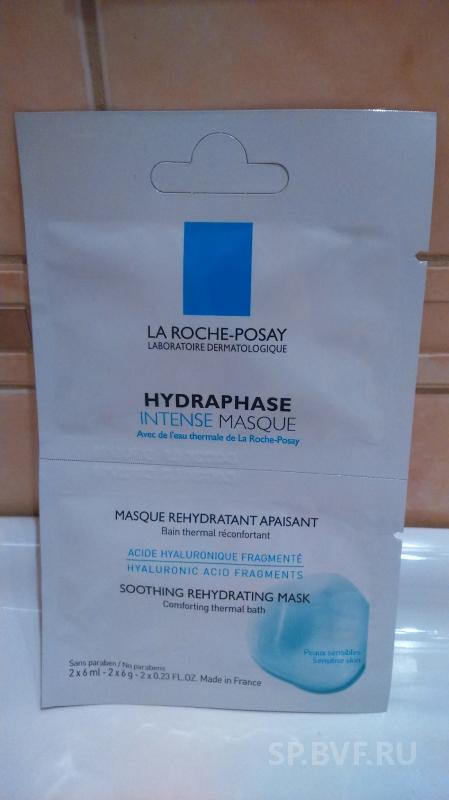 LA ROCHE-POSAY
LABORATOIRE DERMATOLOGIQUE
HYDRAPHASE
INTENSE MASQUE
Avec de l'eau thermale de La Roche-Posay
MASQUE REHYDRATANT APAISANT
Bain thermal réconfortant
ACIDE HYALURONIQUE FRAGMENTÉ
HYALURONIC ACID FRAGMENTS
SOOTHING REHYDRATING MASK
Comforting thermal bath
Peaux sensibles
Sensitive skin
Sans paraben / No parabens
2 x 6 ml - 2 x 6 g - 2 x 0.23 FL.OZ. Made in France
SP.BVF.RU